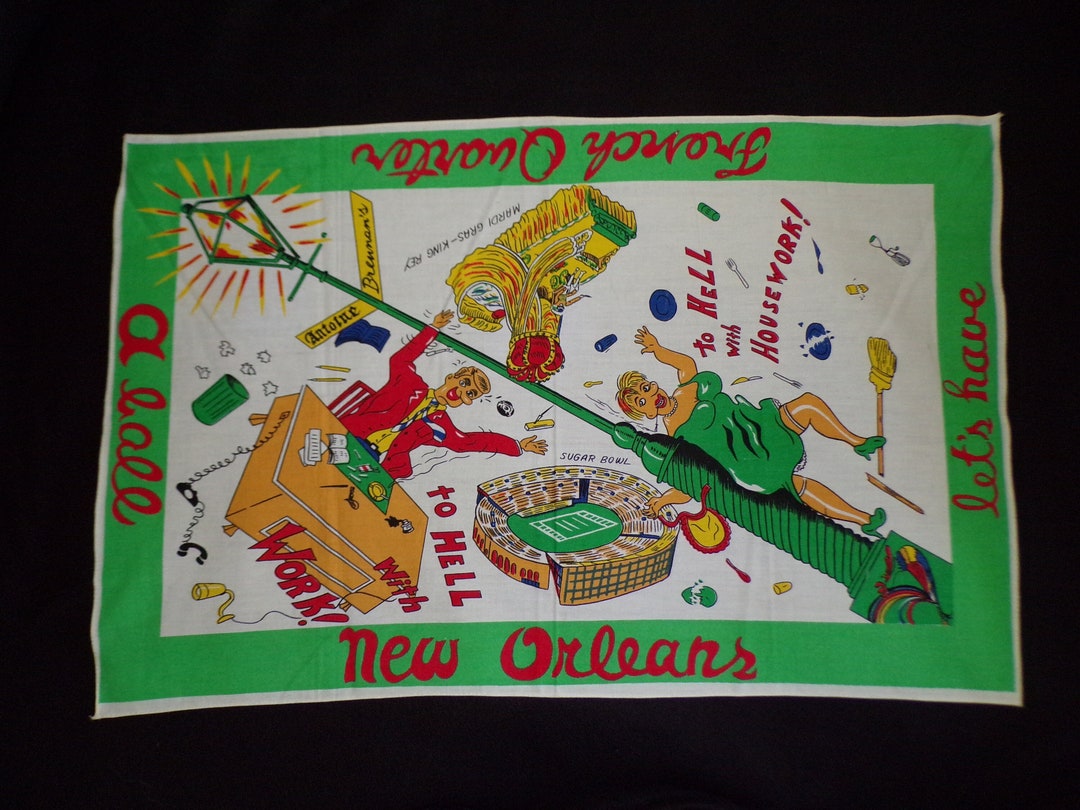 French Quarter
let's have
a ball
New Orleans
Antoine
Brennan's
MARDI GRAS-KING REX
to HELL
with
HOUSEWORK!
SUGAR BOWL
to HELL
with
WORK!